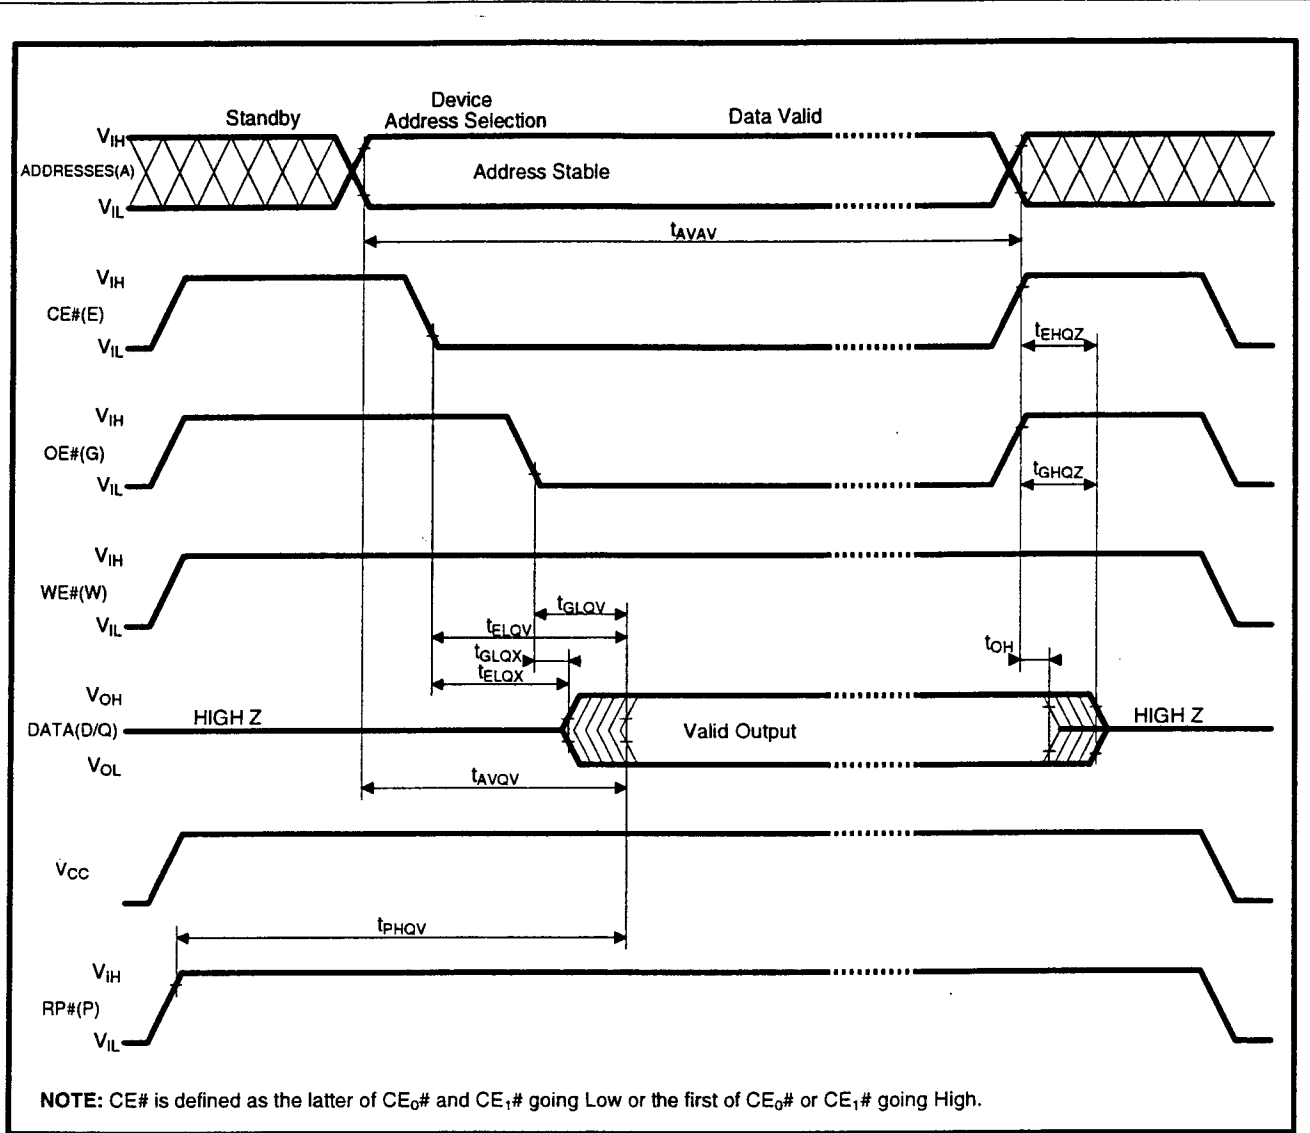 Standby
Device
Address Selection
Data Valid
VIH
ADDRESSES(A)
VIL
Address Stable
tAVAV
VIH
CE#(E)
VIL
tEHQZ
VIH
OE#(G)
VIL
tGHQZ
VIH
WE#(W)
VIL
tGLQV
tELQV
tGLQX
tELQX
tOH
VOH
DATA(D/Q)
VOL
HIGH Z
Valid Output
HIGH Z
tAVQV
VCC
tPHQV
VIH
RP#(P)
VIL
NOTE: CE# is defined as the latter of CE0# and CE1# going Low or the first of CE0# or CE1# going High.